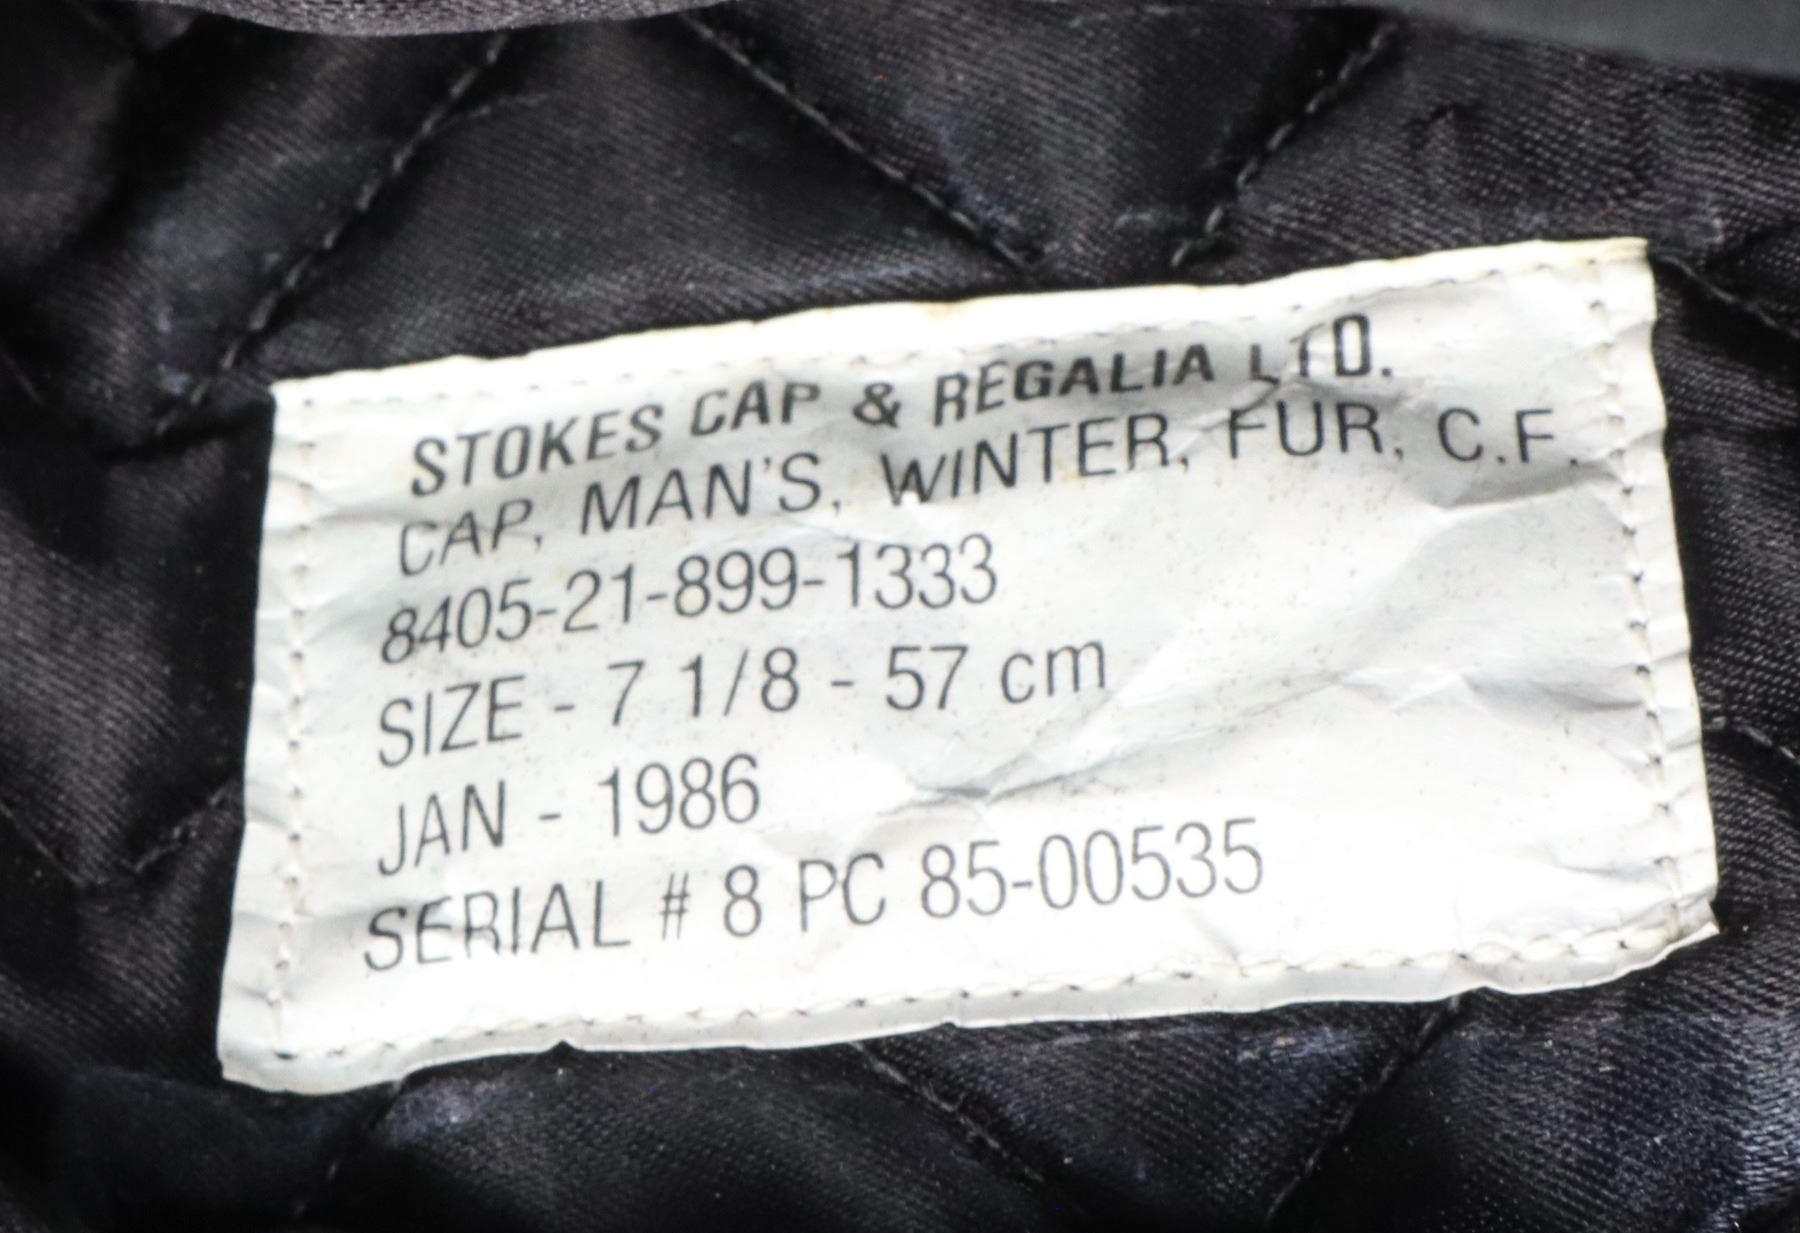 STOKES CAP & REGALIA LTD.
CAP, MAN'S, WINTER, FUR, C.F.
8405-21-899-1333
SIZE - 7 1/8 - 57 cm
JAN - 1986
SERIAL # 8 PC 85-00535